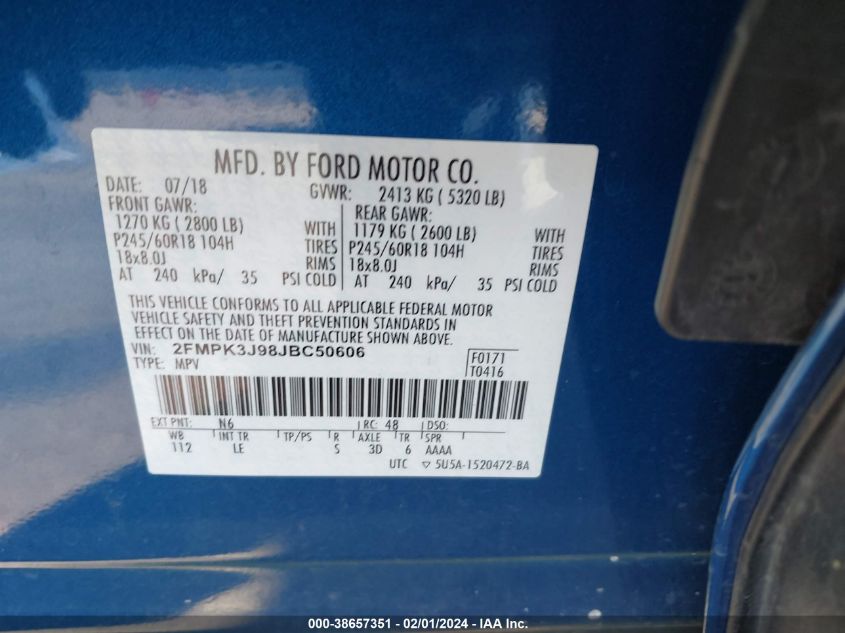 MFD. BY FORD MOTOR CO.
DATE: 07/18 GVWR: 2413 KG ( 5320 LB)
FRONT GAWR: REAR GAWR:
1270 KG ( 2800 LB) WITH 1179 KG ( 2600 LB) WITH
P245/60R18 104H TIRES P245/60R18 104H TIRES
18x8.0J RIMS 18x8.0J RIMS
AT 240 kPa/ 35 PSI COLD AT 240 kPa/ 35 PSI COLD
THIS VEHICLE CONFORMS TO ALL APPLICABLE FEDERAL MOTOR
VEHICLE SAFETY AND THEFT PREVENTION STANDARDS IN
EFFECT ON THE DATE OF MANUFACTURE SHOWN ABOVE.
VIN: 2FMPK3J98JBC50606 F0171
TYPE: MPV T0416
EXT PNT: N6 RC: 48 DSO:
WB INT TR TP/PS R AXLE TR SPR
112 LE S 3D 6 AAAA
UTC ▽ 5U5A-1520472-BA
000-38657351 - 02/01/2024 - IAA Inc.